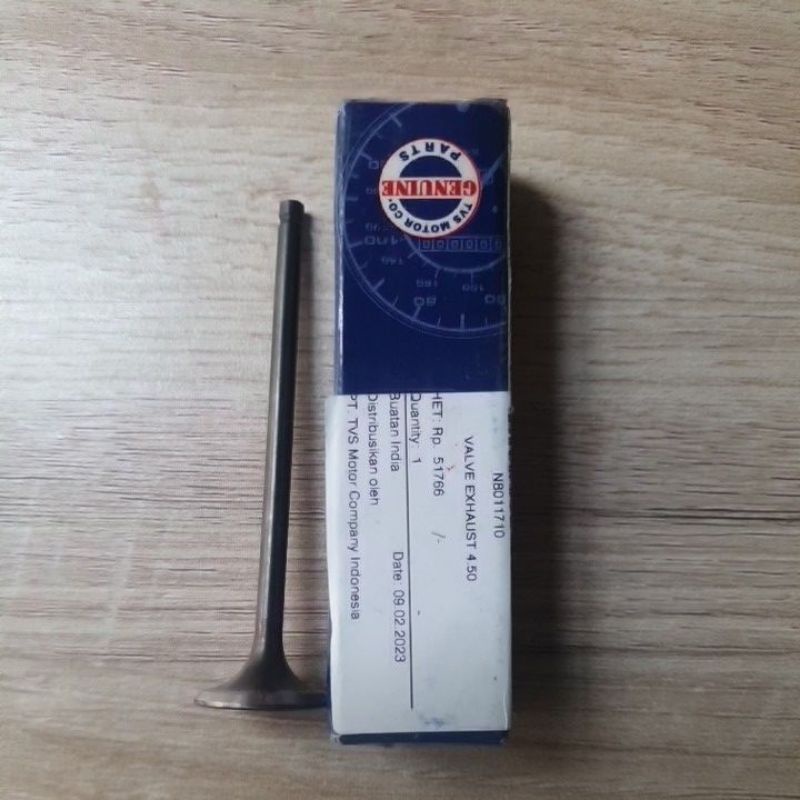 GENUINE
PARTS
TVS MOTOR CO.
N8011710
VALVE EXHAUST 4.50
HET: Rp. 51766 /-
Quantity: 1
Buatan India Date: 09.02.2023
Distribusikan oleh
PT. TVS Motor Company Indonesia